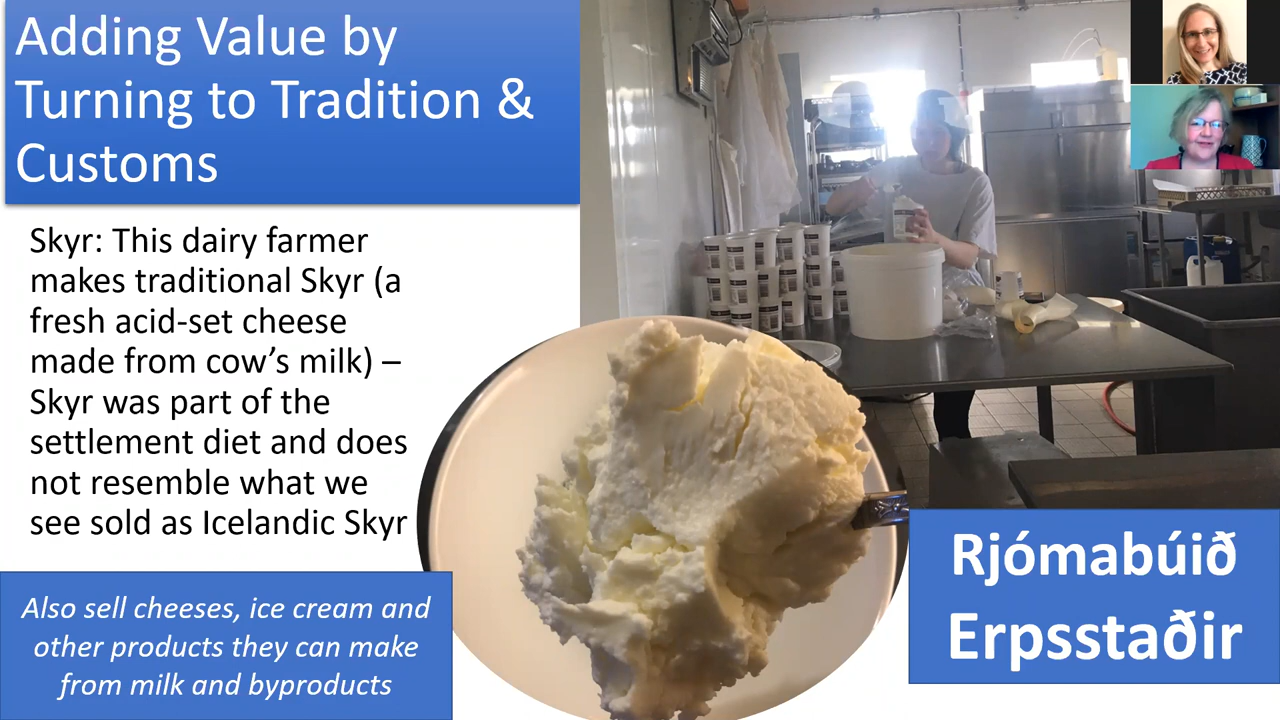 Adding Value by
Turning to Tradition &
Customs
Skyr: This dairy farmer
makes traditional Skyr (a
fresh acid-set cheese
made from cow’s milk) –
Skyr was part of the
settlement diet and does
not resemble what we
see sold as Icelandic Skyr
Also sell cheeses, ice cream and
other products they can make
from milk and byproducts
Rjómabúið
Erpsstaðir